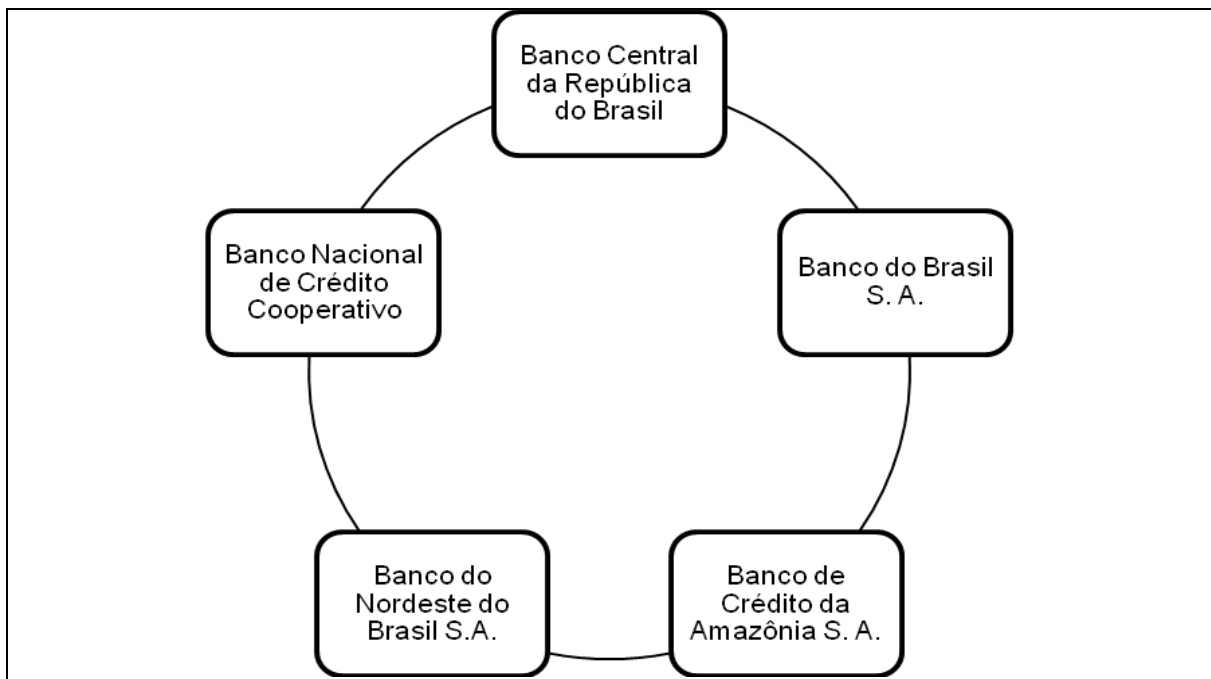 Banco Central
da República
do Brasil
Banco do Brasil
S. A.
Banco de
Crédito da
Amazônia S. A.
Banco do
Nordeste do
Brasil S.A.
Banco Nacional
de Crédito
Cooperativo